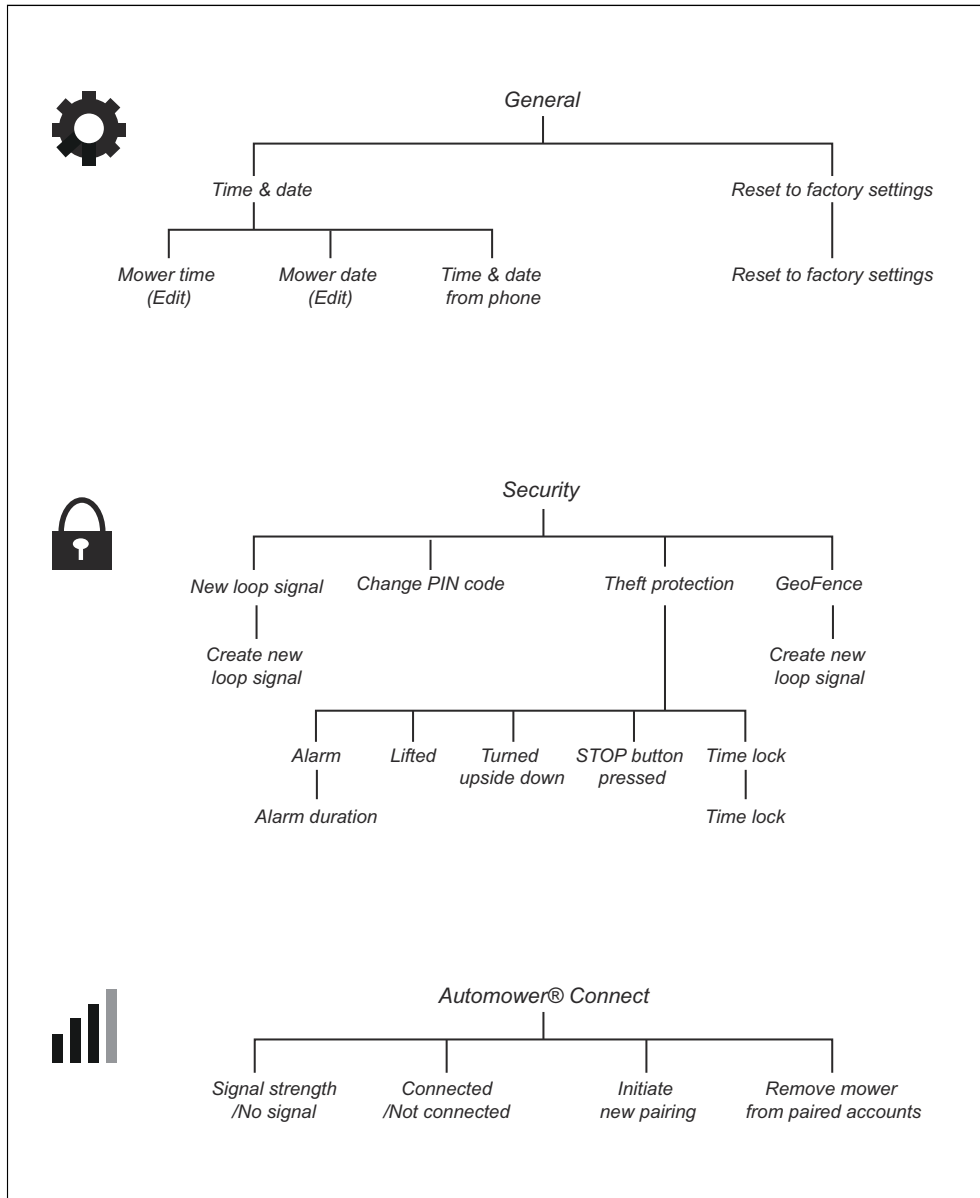 General
Time & date
Reset to factory settings
Mower time
(Edit)
Mower date
(Edit)
Time & date
from phone
Reset to factory settings
Security
New loop signal
Change PIN code
Theft protection
GeoFence
Create new
loop signal
Create new
loop signal
Alarm
Lifted
Turned
upside down
STOP button
pressed
Time lock
Alarm duration
Time lock
Automower® Connect
Signal strength
/No signal
Connected
/Not connected
Initiate
new pairing
Remove mower
from paired accounts